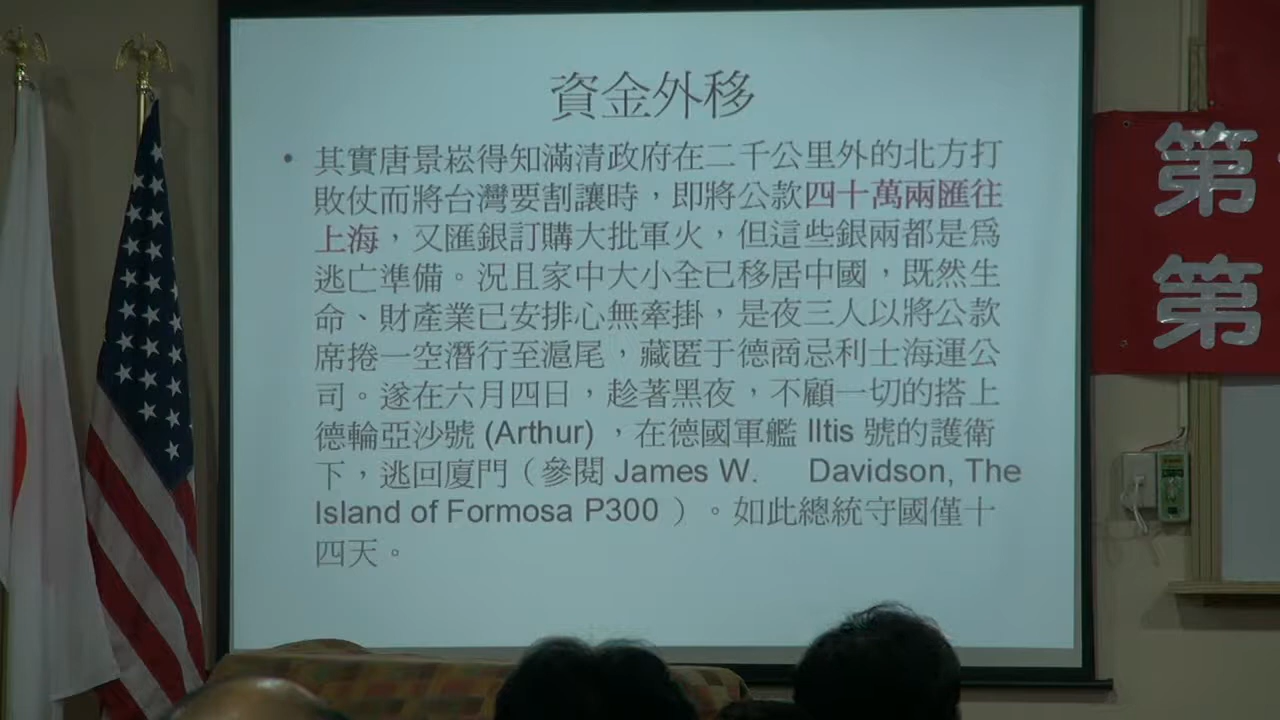 資金外移
• 其實唐景崧得知滿清政府在二千公里外的北方打
敗仗而將台灣要割讓時，即將公款四十萬兩匯往
上海，又匯銀訂購大批軍火，但這些銀兩都是為
逃亡準備。況且家中大小全已移居中國，既然生
命、財產業已安排心無牽掛，是夜三人以將公款
席捲一空潛行至滬尾，藏匿于德商忌利士海運公
司。遂在六月四日，趁著黑夜，不顧一切的搭上
德輪亞沙號 (Arthur) ，在德國軍艦 Iltis 號的護衛
下，逃回廈門（參閱 James W. Davidson, The
Island of Formosa P300 ）。如此總統守國僅十
四天。
第
第